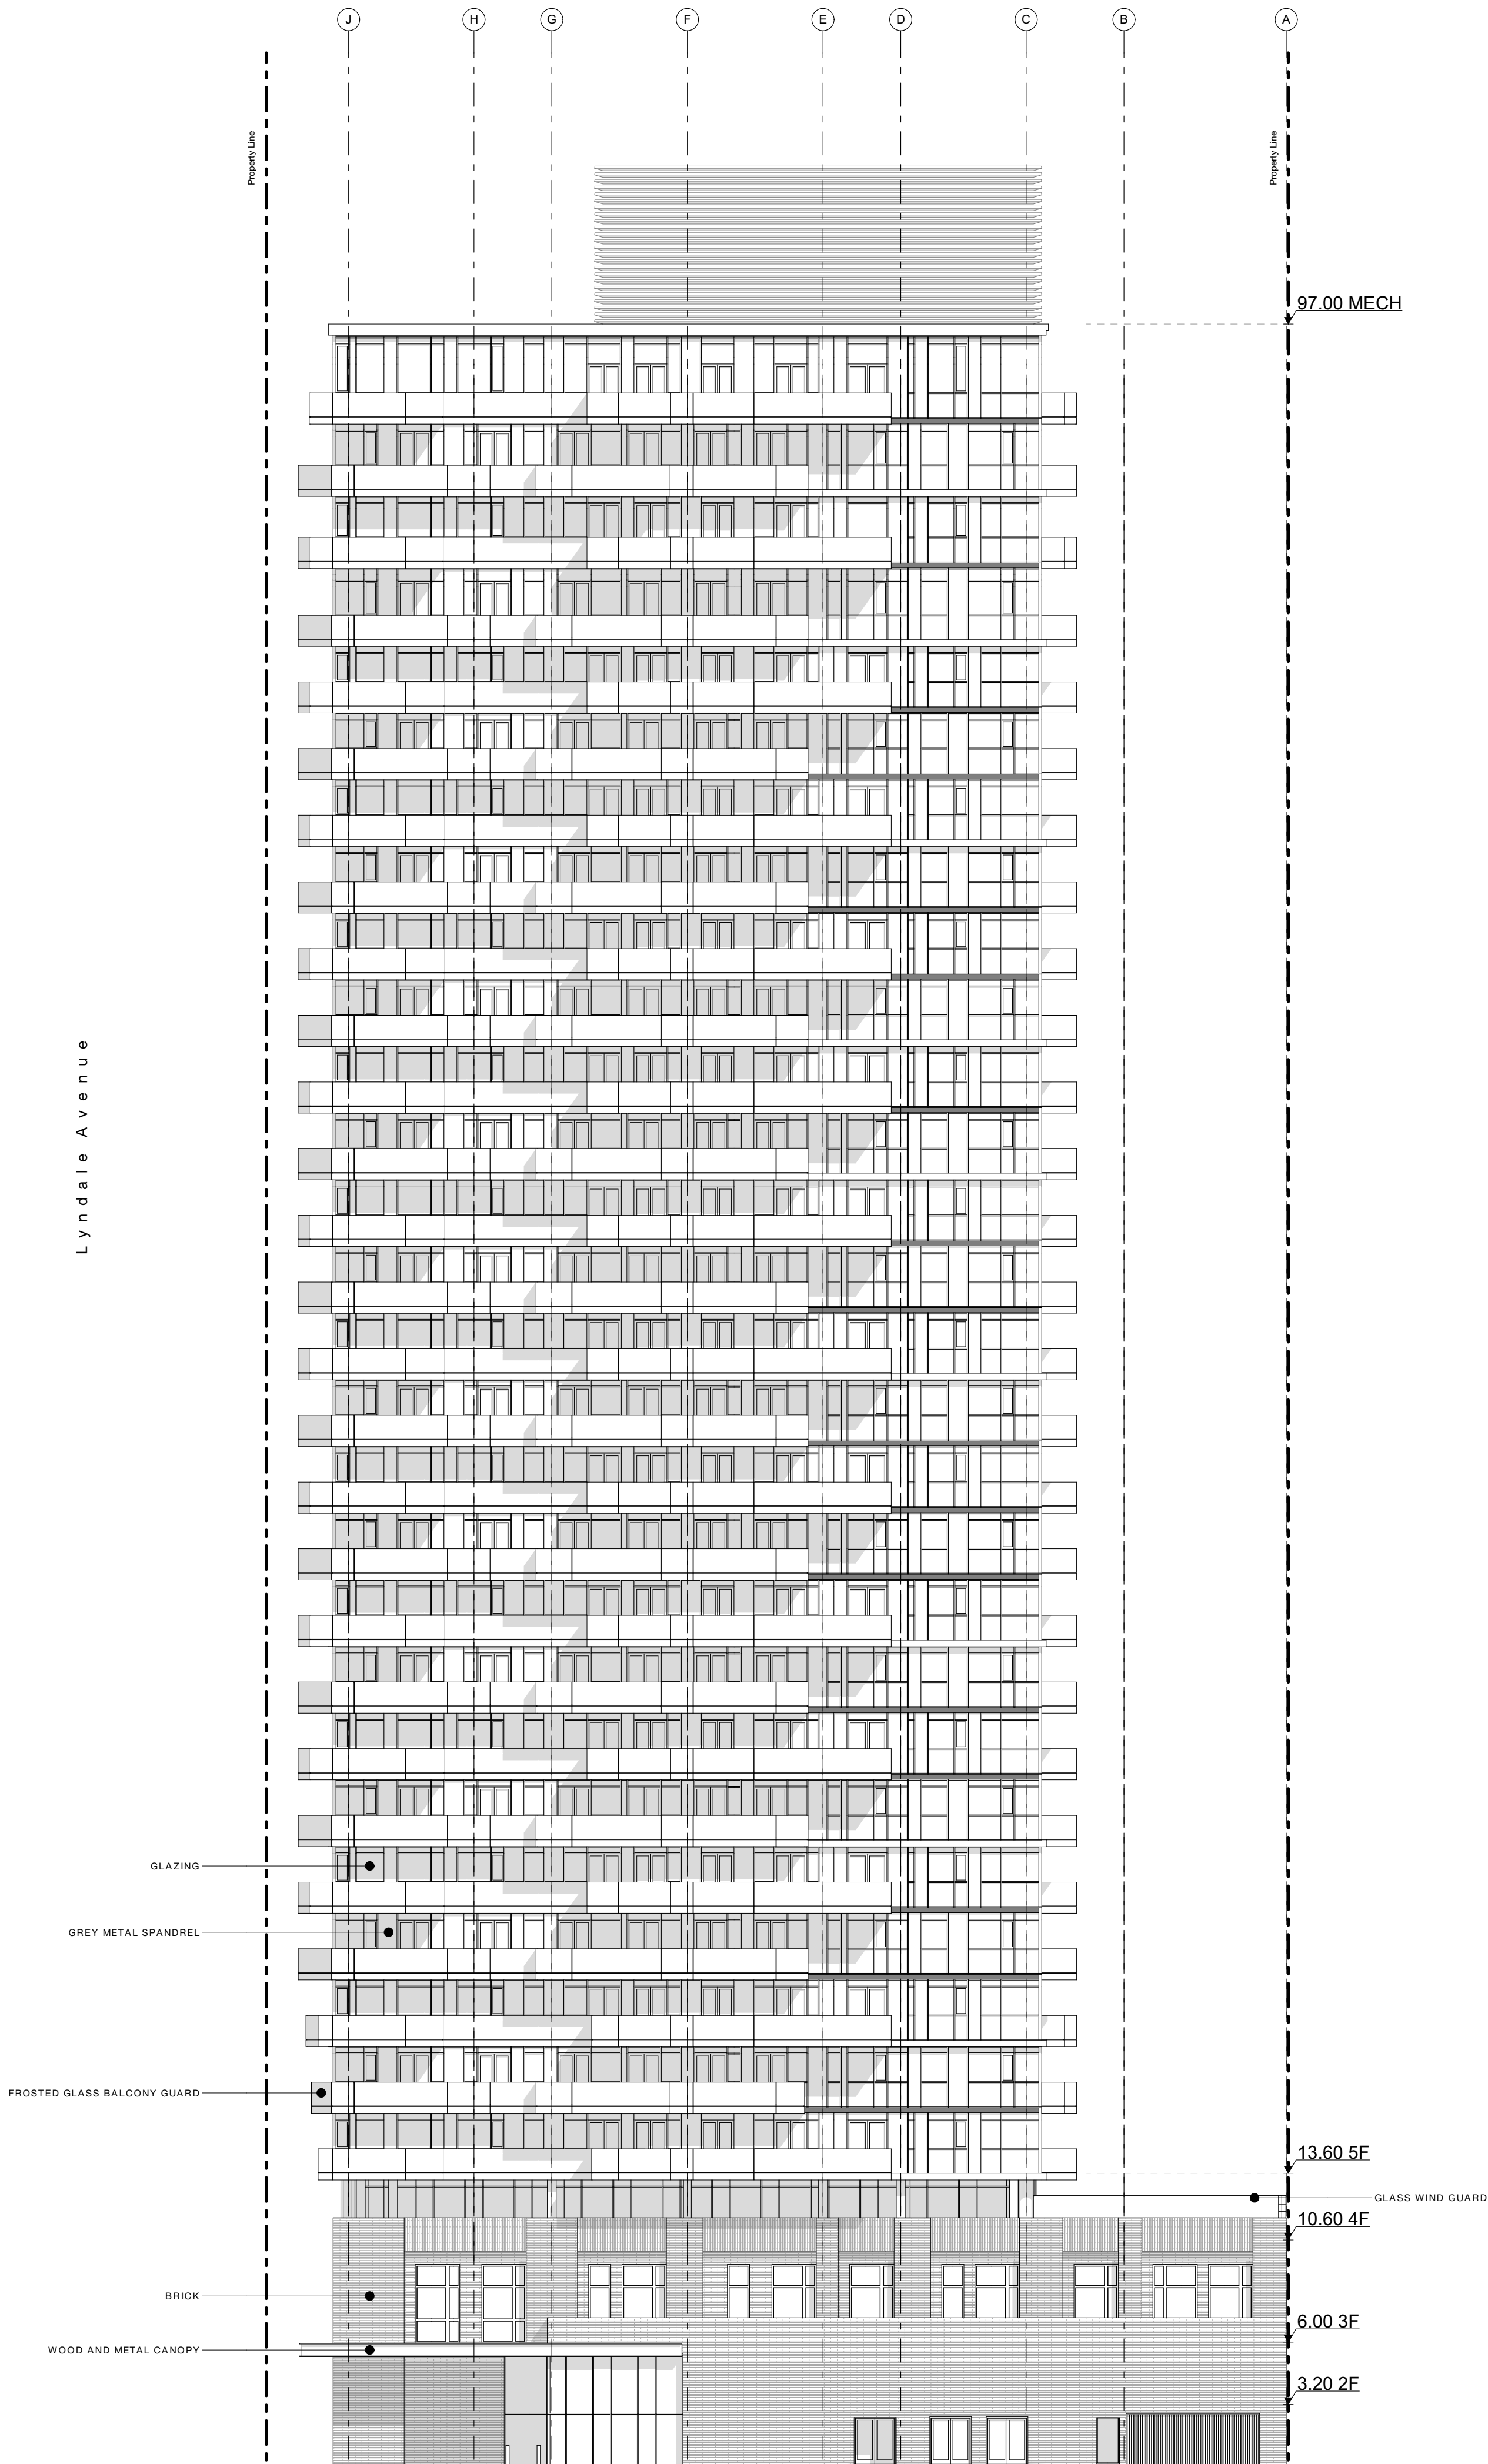 J H G F E D C B A
Property Line
Property Line
97.00 MECH
Lyndale Avenue
GLAZING
GREY METAL SPANDREL
FROSTED GLASS BALCONY GUARD
13.60 5F
GLASS WIND GUARD
10.60 4F
BRICK
6.00 3F
WOOD AND METAL CANOPY
3.20 2F